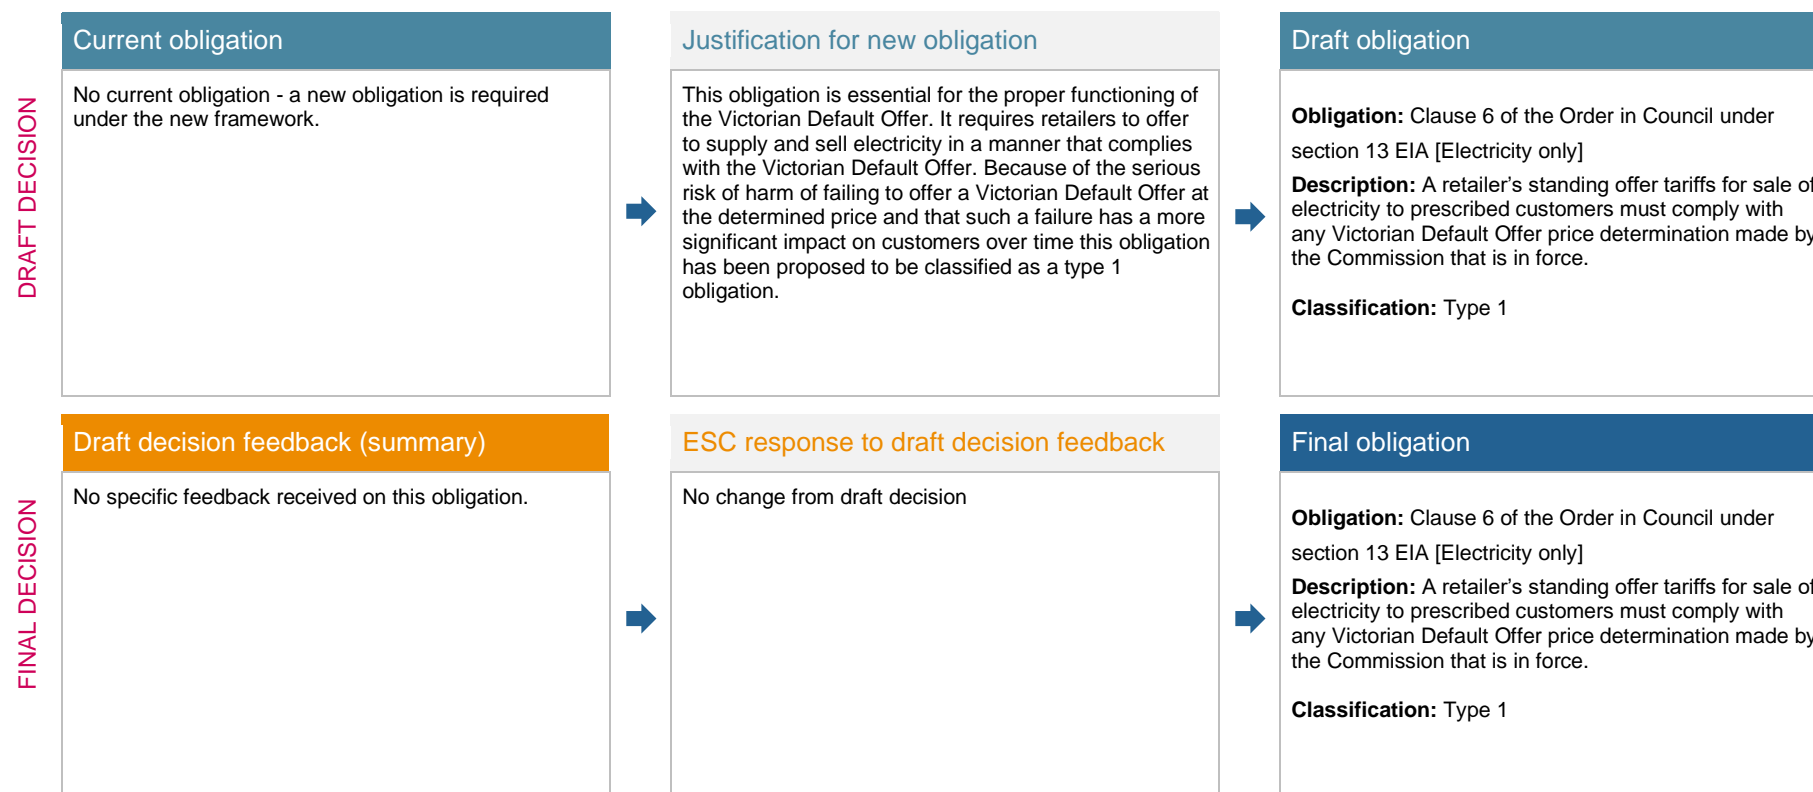 DRAFT DECISION
Current obligation
No current obligation - a new obligation is required
under the new framework.
Justification for new obligation
This obligation is essential for the proper functioning of
the Victorian Default Offer. It requires retailers to offer
to supply and sell electricity in a manner that complies
with the Victorian Default Offer. Because of the serious
risk of harm of failing to offer a Victorian Default Offer at
the determined price and that such a failure has a more
significant impact on customers over time this obligation
has been proposed to be classified as a type 1
obligation.
Draft obligation
Obligation: Clause 6 of the Order in Council under
section 13 EIA [Electricity only]
Description: A retailer’s standing offer tariffs for sale of
electricity to prescribed customers must comply with
any Victorian Default Offer price determination made by
the Commission that is in force.
Classification: Type 1
FINAL DECISION
Draft decision feedback (summary)
No specific feedback received on this obligation.
ESC response to draft decision feedback
No change from draft decision
Final obligation
Obligation: Clause 6 of the Order in Council under
section 13 EIA [Electricity only]
Description: A retailer’s standing offer tariffs for sale of
electricity to prescribed customers must comply with
any Victorian Default Offer price determination made by
the Commission that is in force.
Classification: Type 1